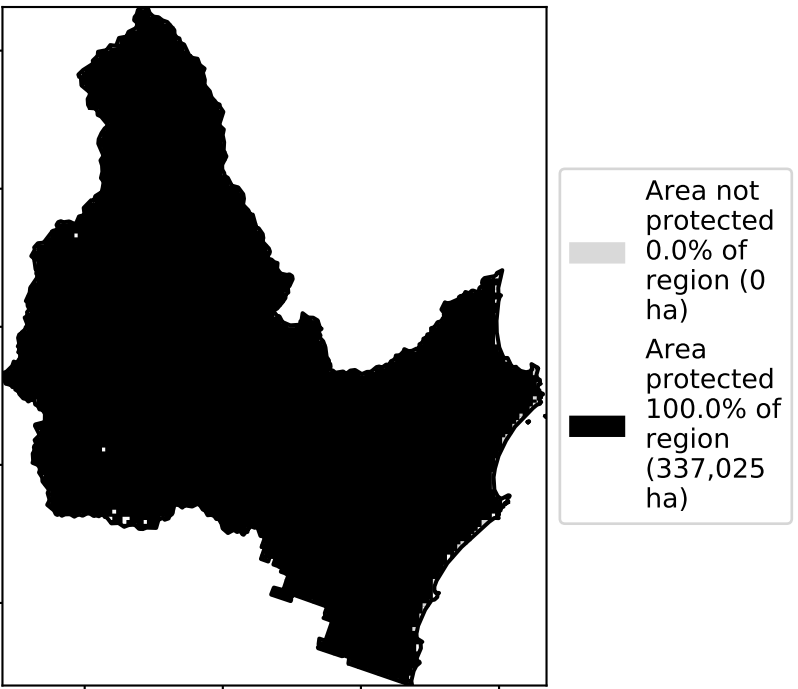 Area not
protected
0.0% of
region (0
ha)
Area
protected
100.0% of
region
(337,025
ha)